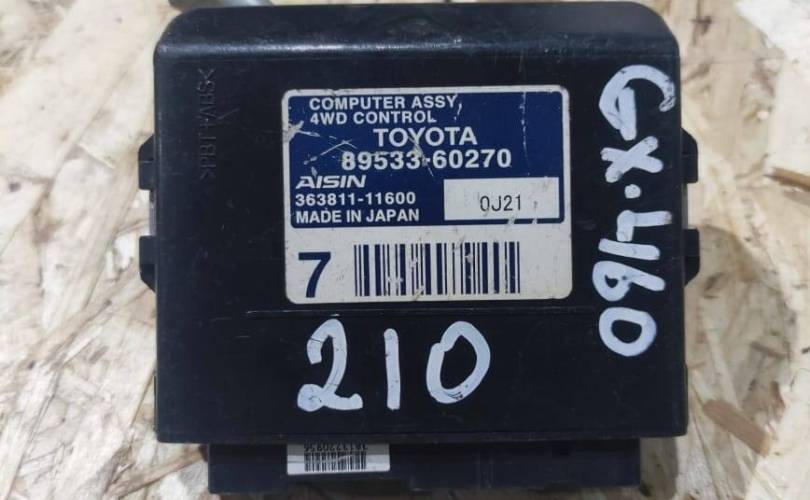 COMPUTER ASSY
4WD CONTROL
TOYOTA
89533-60270
AISIN
363811-11600
0J21
MADE IN JAPAN
7
210
GX-460
>PBT+ABS<